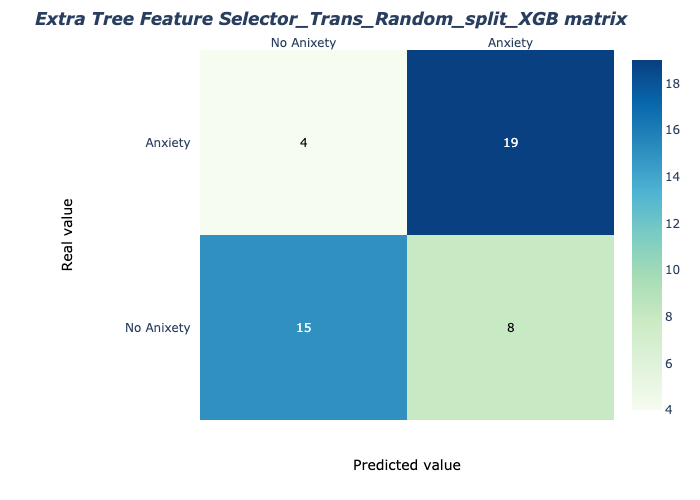 Extra Tree Feature Selector_Trans_Random_split_XGB matrix
No Anixety
Anxiety
Anxiety
4
19
No Anixety
15
8
Real value
Predicted value
18
16
14
12
10
8
6
4